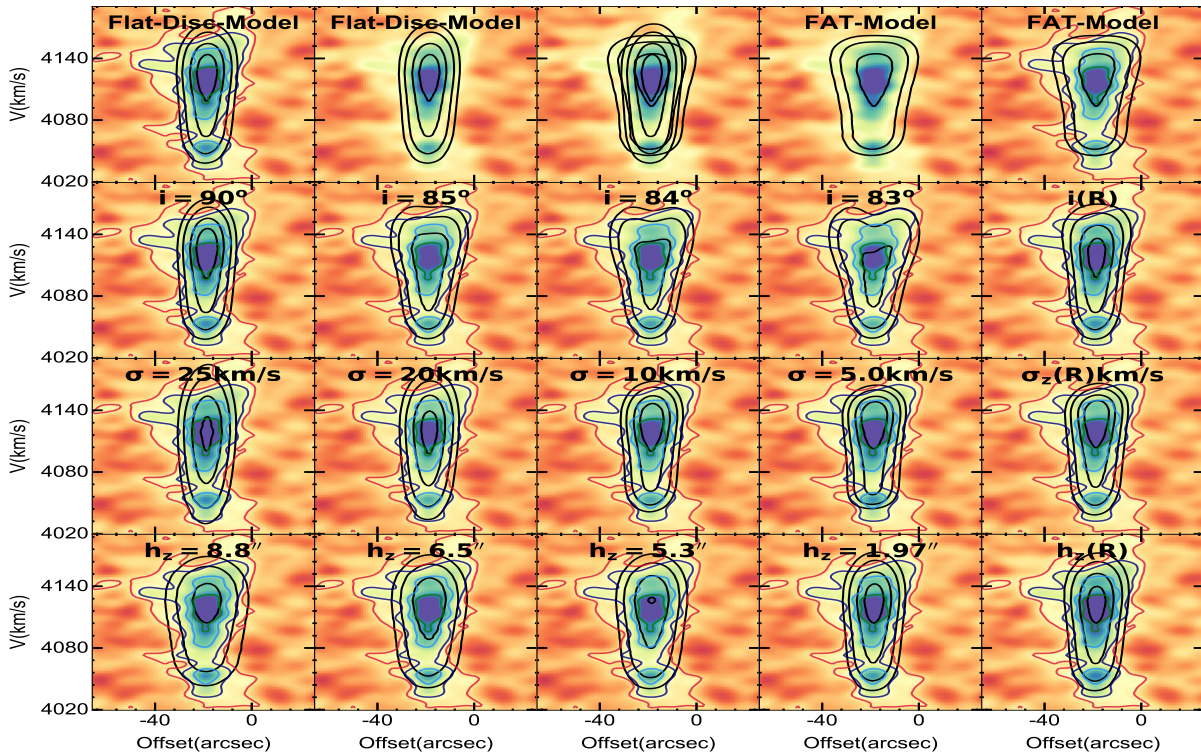 Flat-Disc-Model Flat-Disc-Model FAT-Model FAT-Model
V(km/s)
4140
4080
4020
i = 90° i = 85° i = 84° i = 83° i(R)
V(km/s)
4140
4080
4020
σ = 25km/s σ = 20km/s σ = 10km/s σ = 5.0km/s σz(R)km/s
V(km/s)
4140
4080
4020
hz = 8.8″ hz = 6.5″ hz = 5.3″ hz = 1.97″ hz(R)
V(km/s)
4140
4080
4020
-40 0 -40 0 -40 0 -40 0 -40 0
Offset(arcsec) Offset(arcsec) Offset(arcsec) Offset(arcsec) Offset(arcsec)